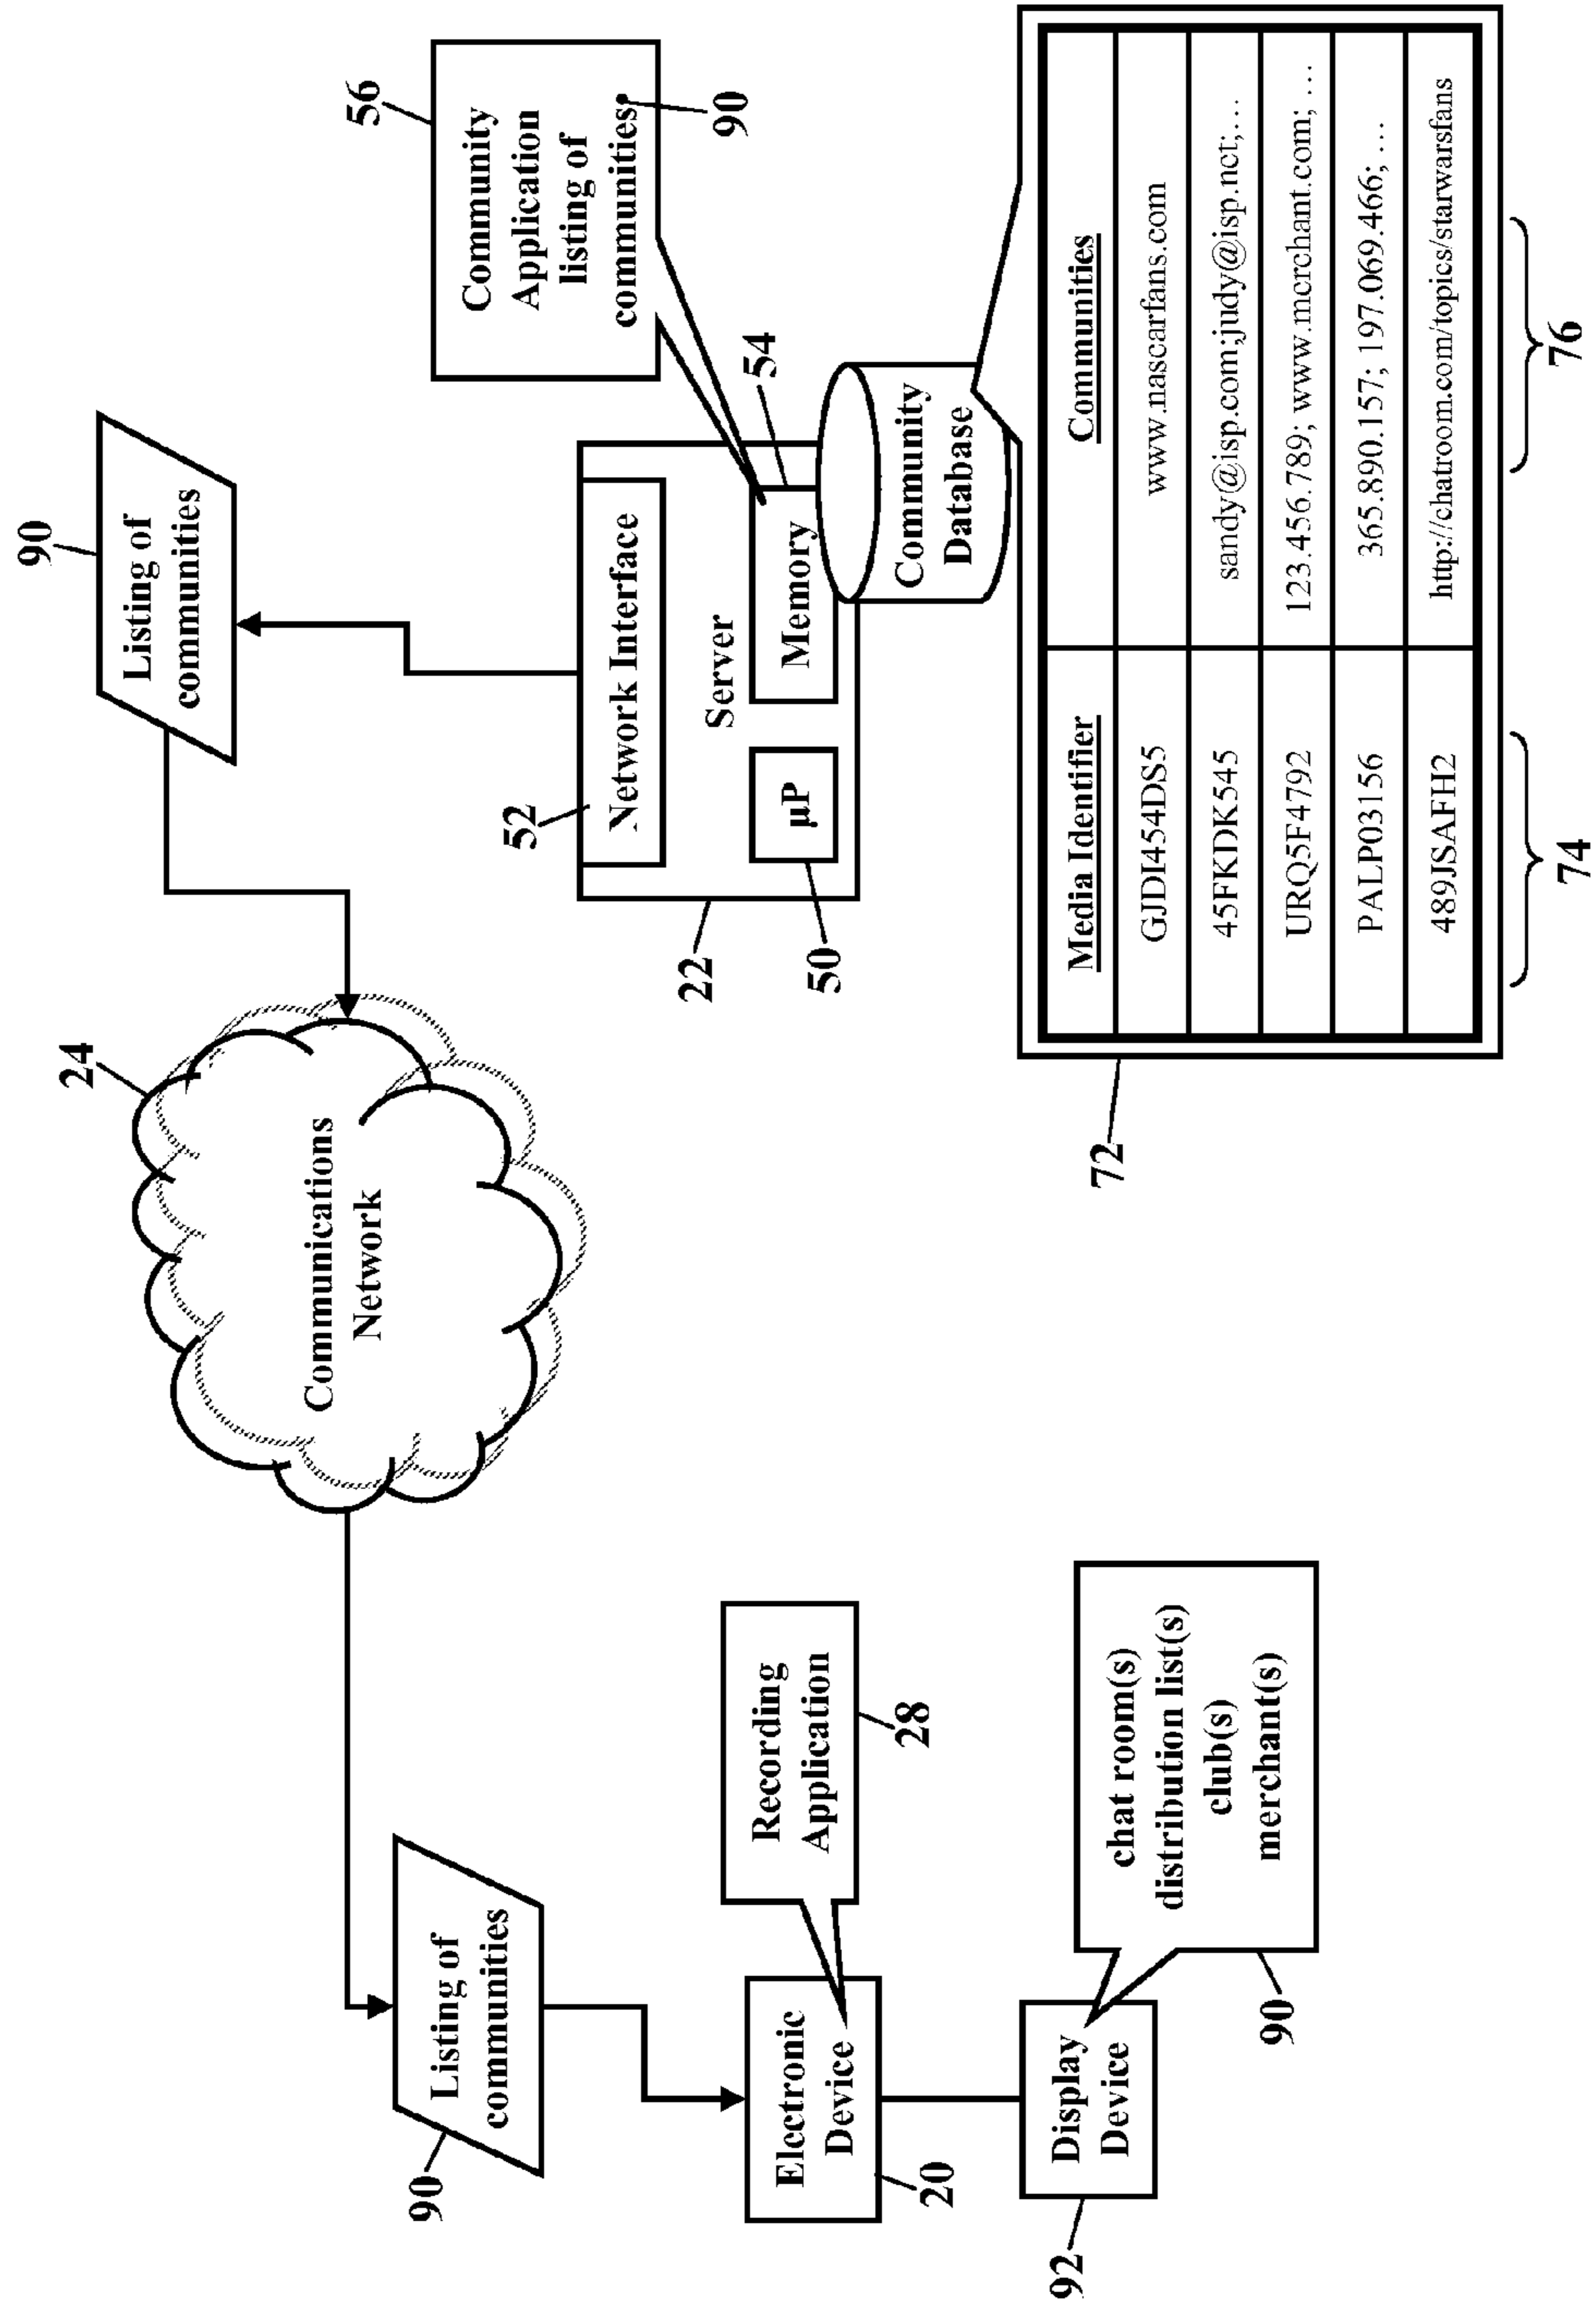 90
Listing of
communities
24
Communications
Network
56
Community
Application
listing of
communities
90
52
Network Interface
Server
µP
Memory
54
22
50
Community
Database
90
Listing of
communities
Recording
Application
28
Electronic
Device
20
Display
Device
92
chat room(s)
distribution list(s)
club(s)
merchant(s)
90
72
Media Identifier Communities
GJDI454DS5 www.nascarfans.com
45FKDK545 sandy@isp.com;judy@isp.net;…
URQ5F4792 123.456.789; www.merchant.com; …
PALP03156 365.890.157; 197.069.466; …
489JSAFH2 http://chatroom.com/topics/starwarsfans
74 76